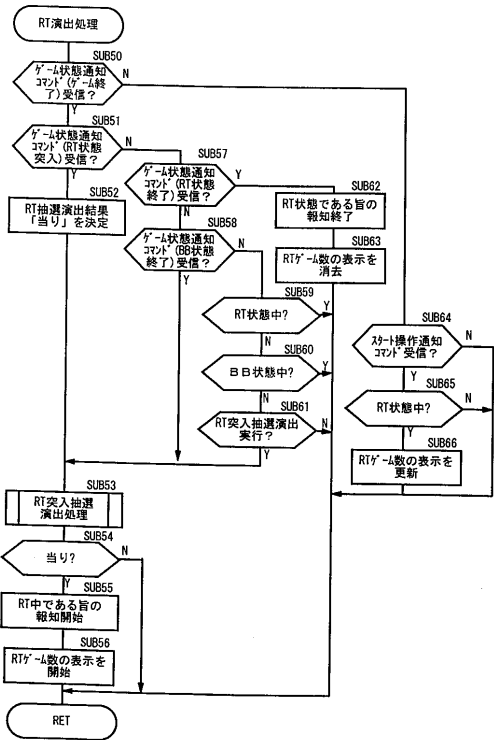 RT演出処理
SUB50
ゲーム状態通知
コマンド(ゲーム終
了)受信?
N
Y
SUB51
ゲーム状態通知
コマンド(RT状態
突入)受信?
N
Y
SUB52
RT抽選演出結果
「当り」を決定
SUB57
ゲーム状態通知
コマンド(RT状態
終了)受信?
Y
N
SUB58
ゲーム状態通知
コマンド(BB状態
終了)受信?
N
Y
SUB62
RT状態である旨の
報知終了
SUB63
RTゲーム数の表示を
消去
SUB59
RT状態中?
Y
N
SUB60
BB状態中?
Y
N
SUB61
RT突入抽選演出
実行?
N
Y
SUB64
スタート操作通知
コマンド受信?
N
Y
SUB65
RT状態中?
N
Y
SUB66
RTゲーム数の表示を
更新
SUB53
RT突入抽選
演出処理
SUB54
当り?
N
Y
SUB55
RT中である旨の
報知開始
SUB56
RTゲーム数の表示を
開始
RET